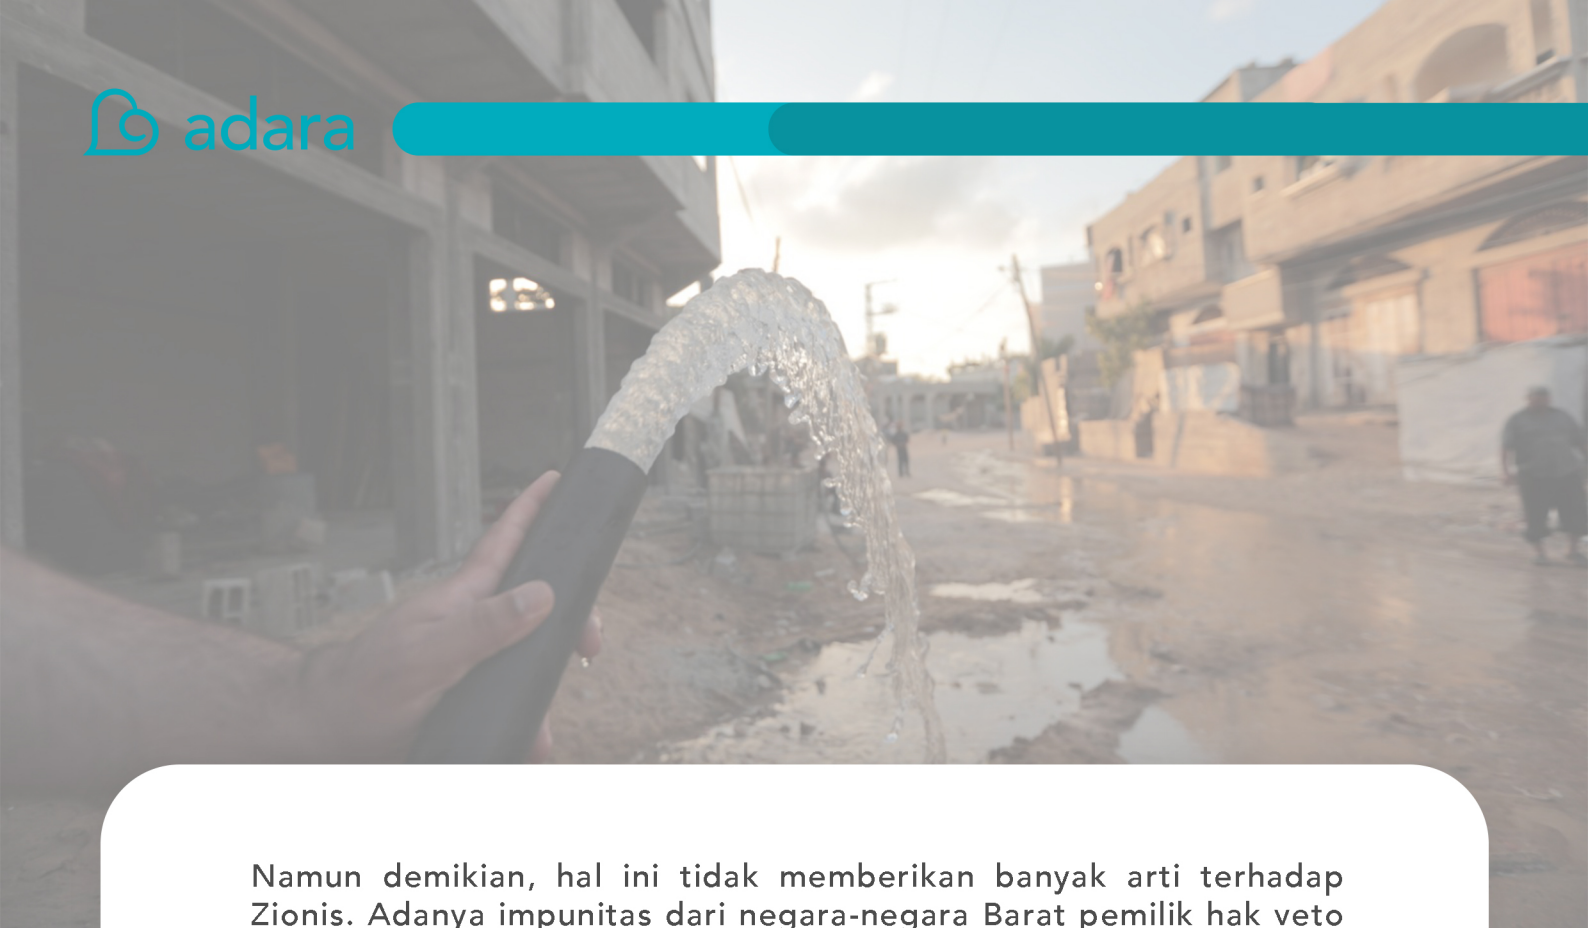 adara
Namun demikian, hal ini tidak memberikan banyak arti terhadap
Zionis. Adanya impunitas dari negara-negara Barat pemilik hak veto